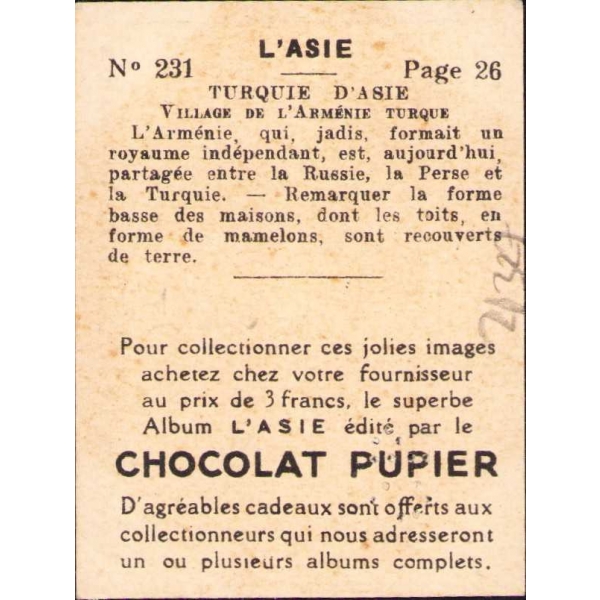 L'ASIE
Nº 231 Page 26
TURQUIE D'ASIE
VILLAGE DE L'ARMÉNIE TURQUE
L'Arménie, qui, jadis, formait un
royaume indépendant, est, aujourd'hui,
partagée entre la Russie, la Perse et
la Turquie. — Remarquer la forme
basse des maisons, dont les toits, en
forme de mamelons, sont recouverts
de terre.
Pour collectionner ces jolies images
achetez chez votre fournisseur
au prix de 3 francs, le superbe
Album L'ASIE édité par le
CHOCOLAT PUPIER
D'agréables cadeaux sont offerts aux
collectionneurs qui nous adresseront
un ou plusieurs albums complets.